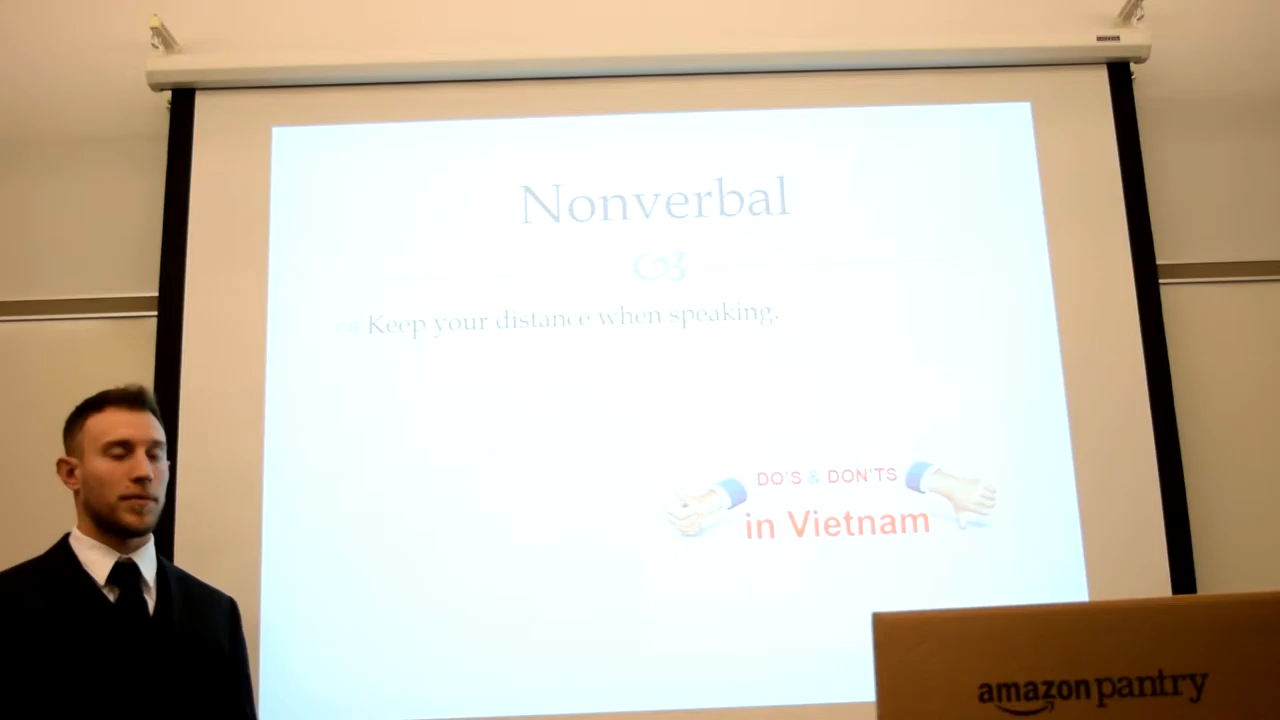 Nonverbal
Keep your distance when speaking.
DO'S & DON'TS
in Vietnam
amazon pantry